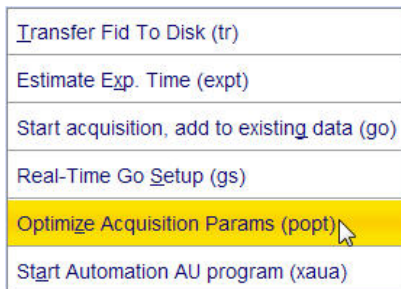 Transfer Fid To Disk (tr)
Estimate Exp. Time (expt)
Start acquisition, add to existing data (go)
Real-Time Go Setup (gs)
Optimize Acquisition Params (popt)
Start Automation AU program (xaua)